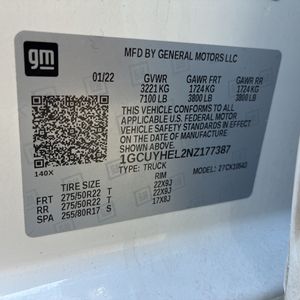 gm
MFD BY GENERAL MOTORS LLC
01/22 GVWR GAWR FRT GAWR RR
3221 KG 1724 KG 1724 KG
7100 LB 3800 LB 3800 LB
THIS VEHICLE CONFORMS TO ALL APPLICABLE
U.S. FEDERAL MOTOR VEHICLE SAFETY
STANDARDS IN EFFECT ON THE DATE OF
MANUFACTURE SHOWN ABOVE.
1GCUYHEL2NZ177387
TYPE: TRUCK MODEL:
140X
TIRE SIZE RIM
FRT 275/50R22 T 22X9J
RR 275/50R22 T 22X9J
SP 255/80R17 S 17X8J